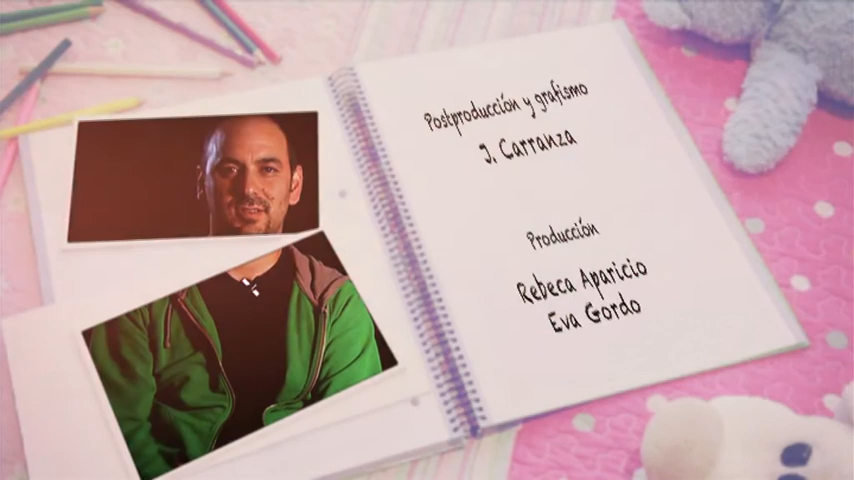 Postproducción y grafismo
J. Carranza
Producción
Rebeca Aparicio
Eva Gordo